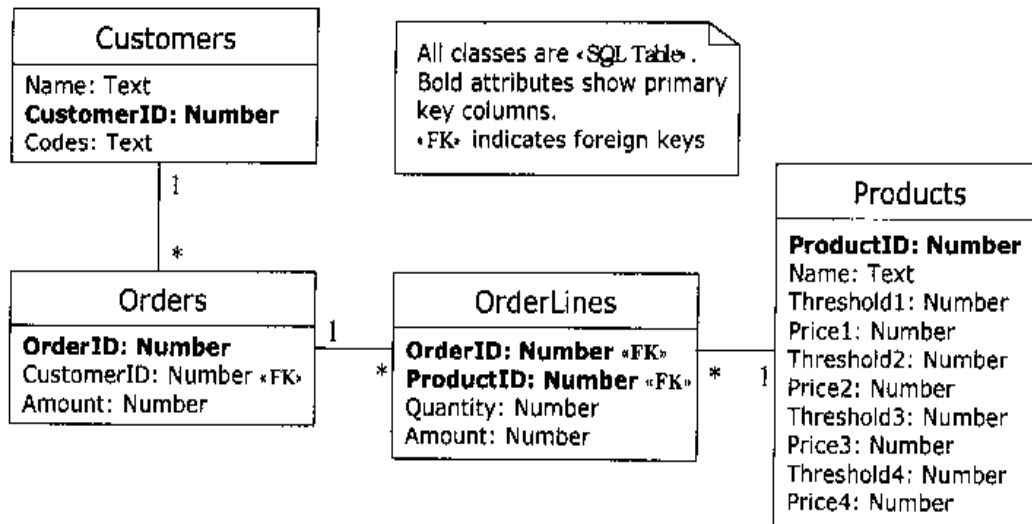 Customers
Name: Text
CustomerID: Number
Codes: Text
All classes are «SQL Table».
Bold attributes show primary
key columns.
«FK» indicates foreign keys
1
*
Orders
OrderID: Number
CustomerID: Number «FK»
Amount: Number
1
*
OrderLines
OrderID: Number «FK»
ProductID: Number «FK»
Quantity: Number
Amount: Number
*
1
Products
ProductID: Number
Name: Text
Threshold1: Number
Price1: Number
Threshold2: Number
Price2: Number
Threshold3: Number
Price3: Number
Threshold4: Number
Price4: Number